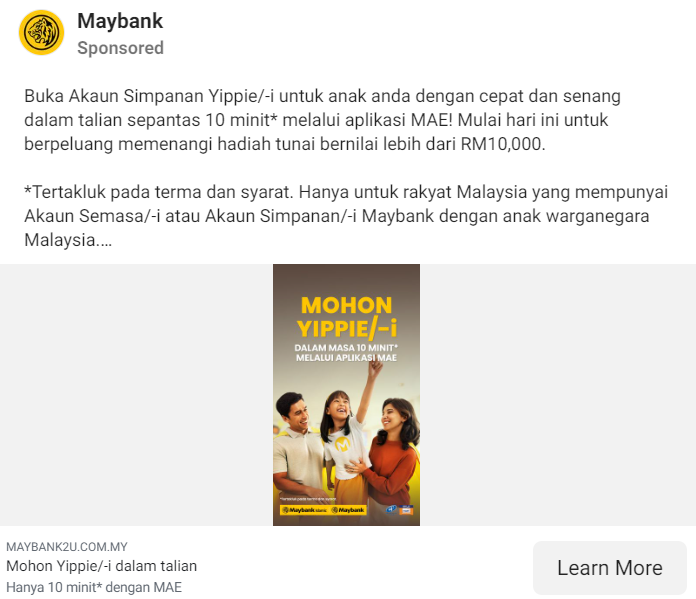 Maybank
Sponsored
Buka Akaun Simpanan Yippie/-i untuk anak anda dengan cepat dan senang
dalam talian sepantas 10 minit* melalui aplikasi MAE! Mulai hari ini untuk
berpeluang memenangi hadiah tunai bernilai lebih dari RM10,000.
*Tertakluk pada terma dan syarat. Hanya untuk rakyat Malaysia yang mempunyai
Akaun Semasa/-i atau Akaun Simpanan/-i Maybank dengan anak warganegara
Malaysia....
MOHON
YIPPIE/-i
DALAM MASA 10 MINIT*
MELALUI APLIKASI MAE
Maybank Islamic Maybank
MAYBANK2U.COM.MY
Mohon Yippie/-i dalam talian
Hanya 10 minit* dengan MAE
Learn More